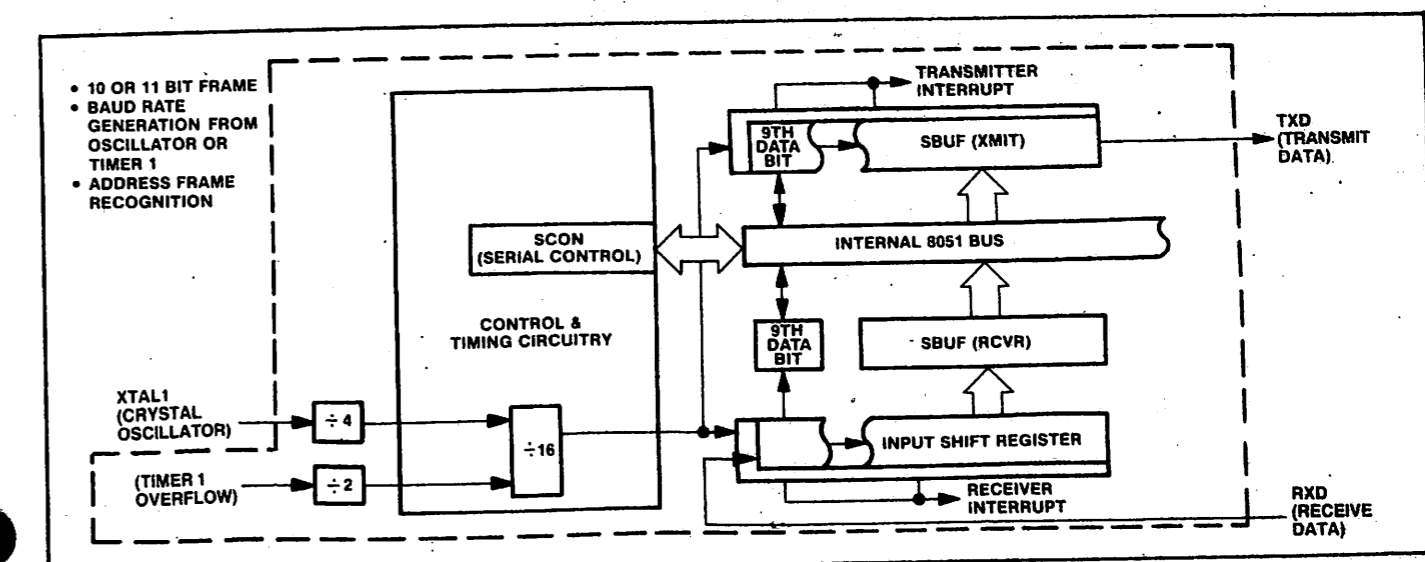 • 10 OR 11 BIT FRAME
• BAUD RATE
GENERATION FROM
OSCILLATOR OR
TIMER 1
• ADDRESS FRAME
RECOGNITION
TRANSMITTER
INTERRUPT
9TH
DATA
BIT
SBUF (XMIT)
TXD
(TRANSMIT
DATA)
SCON
(SERIAL CONTROL)
INTERNAL 8051 BUS
CONTROL &
TIMING CIRCUITRY
9TH
DATA
BIT
SBUF (RCVR)
XTAL1
(CRYSTAL
OSCILLATOR)
÷ 4
÷16
INPUT SHIFT REGISTER
(TIMER 1
OVERFLOW)
÷ 2
RECEIVER
INTERRUPT
RXD
(RECEIVE
DATA)